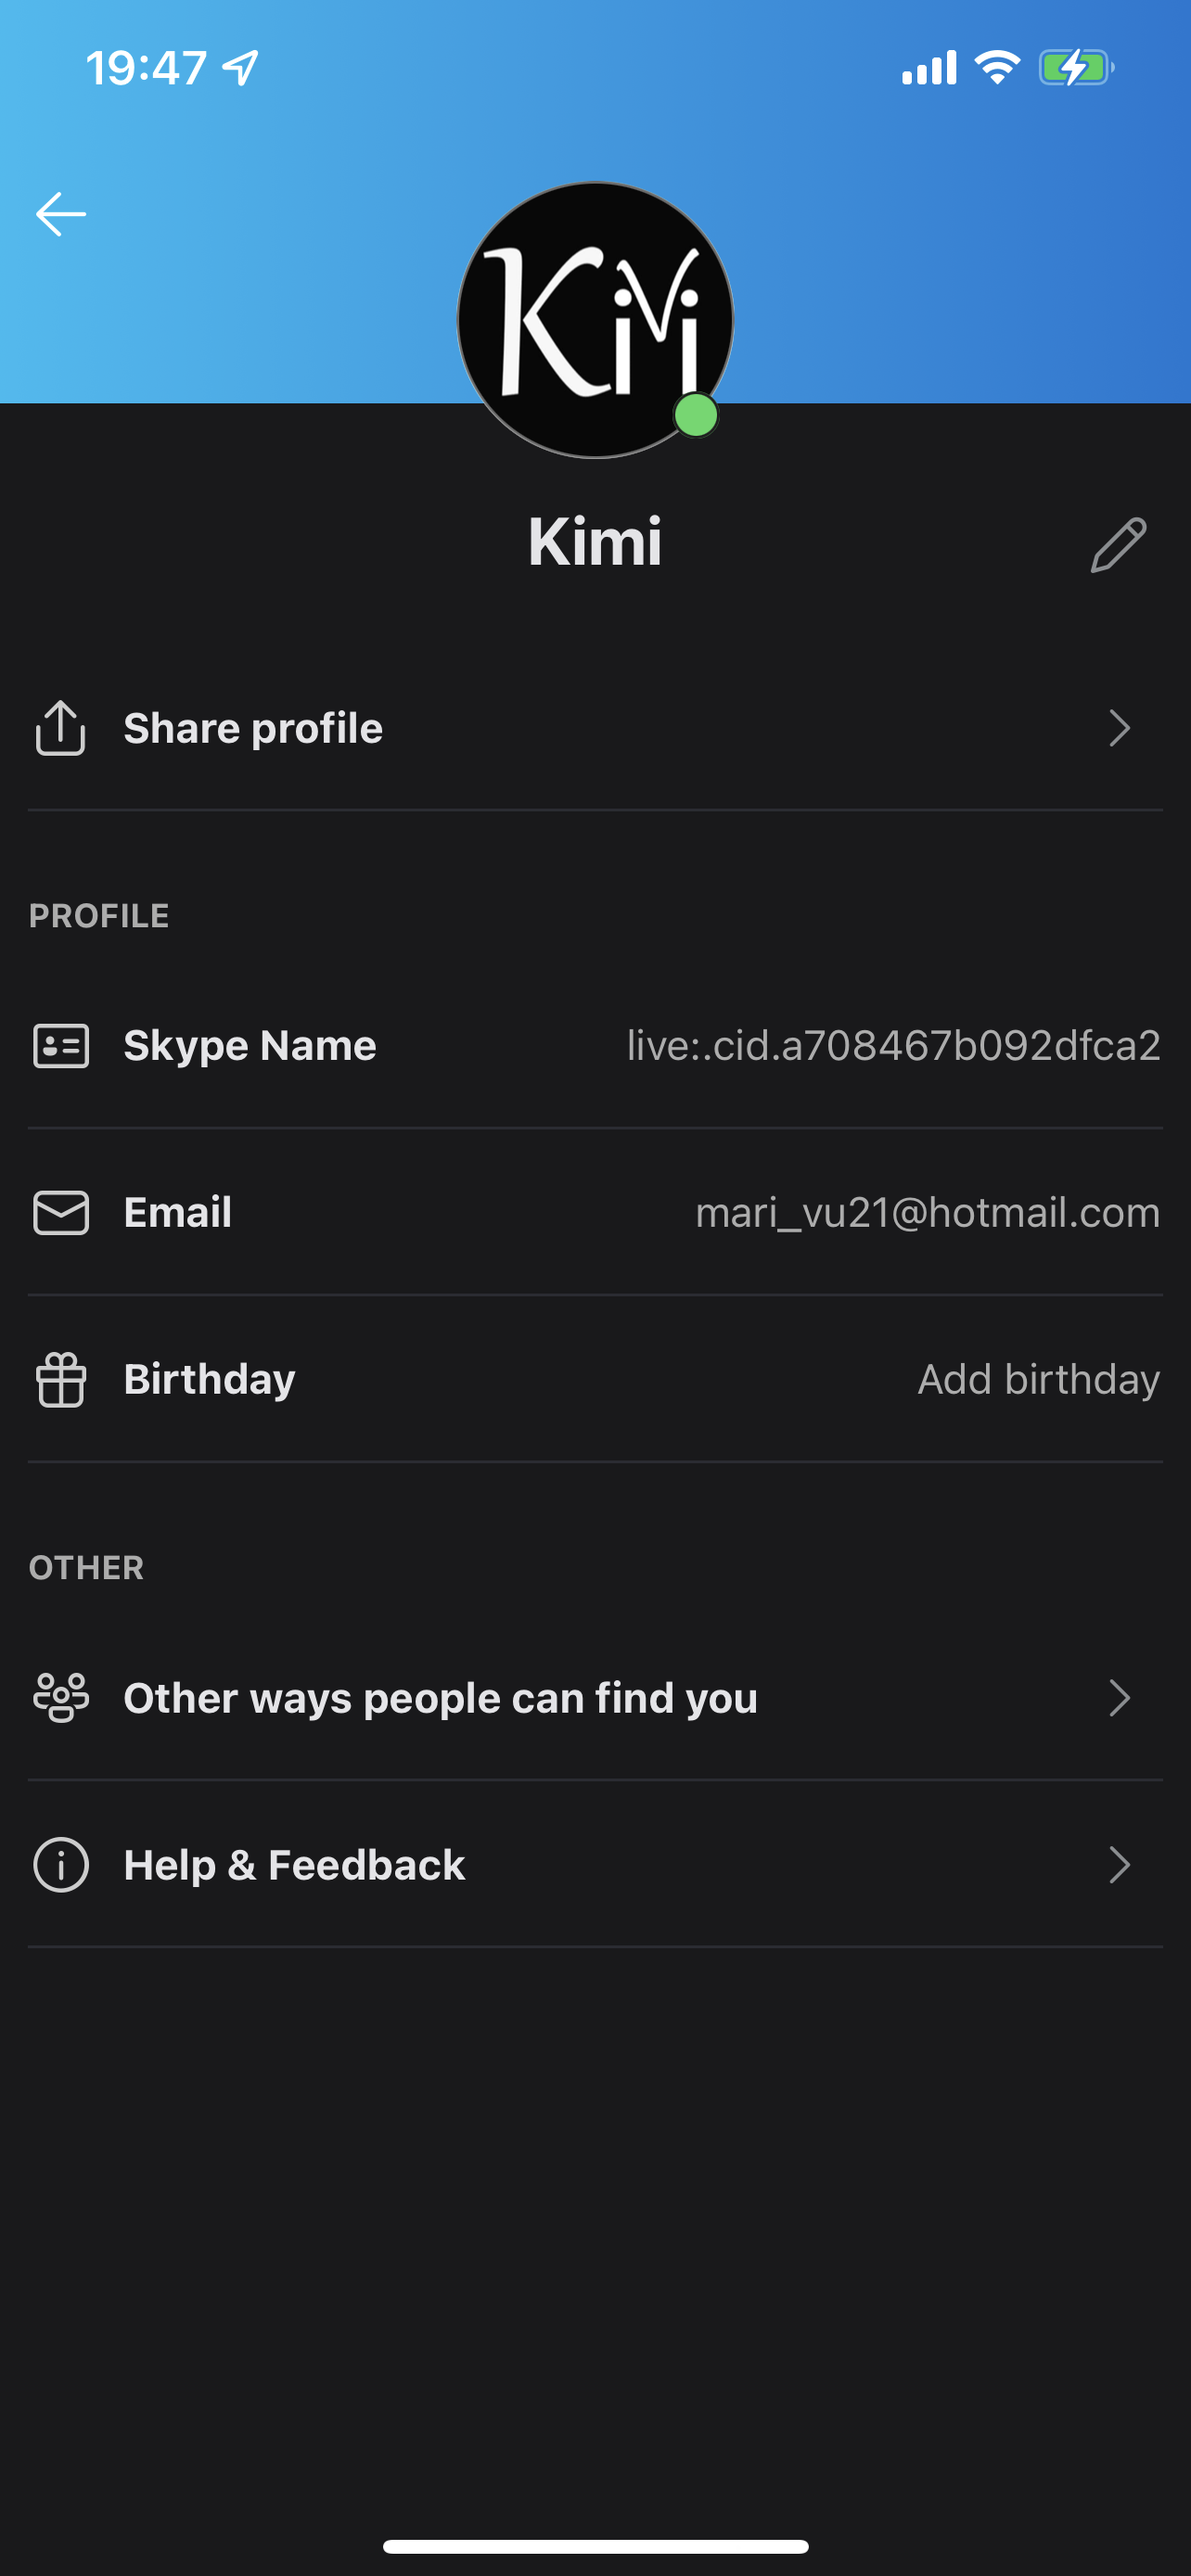 19:47
KiMi
Kimi
Share profile
PROFILE
Skype Name live:.cid.a708467b092dfca2
Email mari_vu21@hotmail.com
Birthday Add birthday
OTHER
Other ways people can find you
Help & Feedback